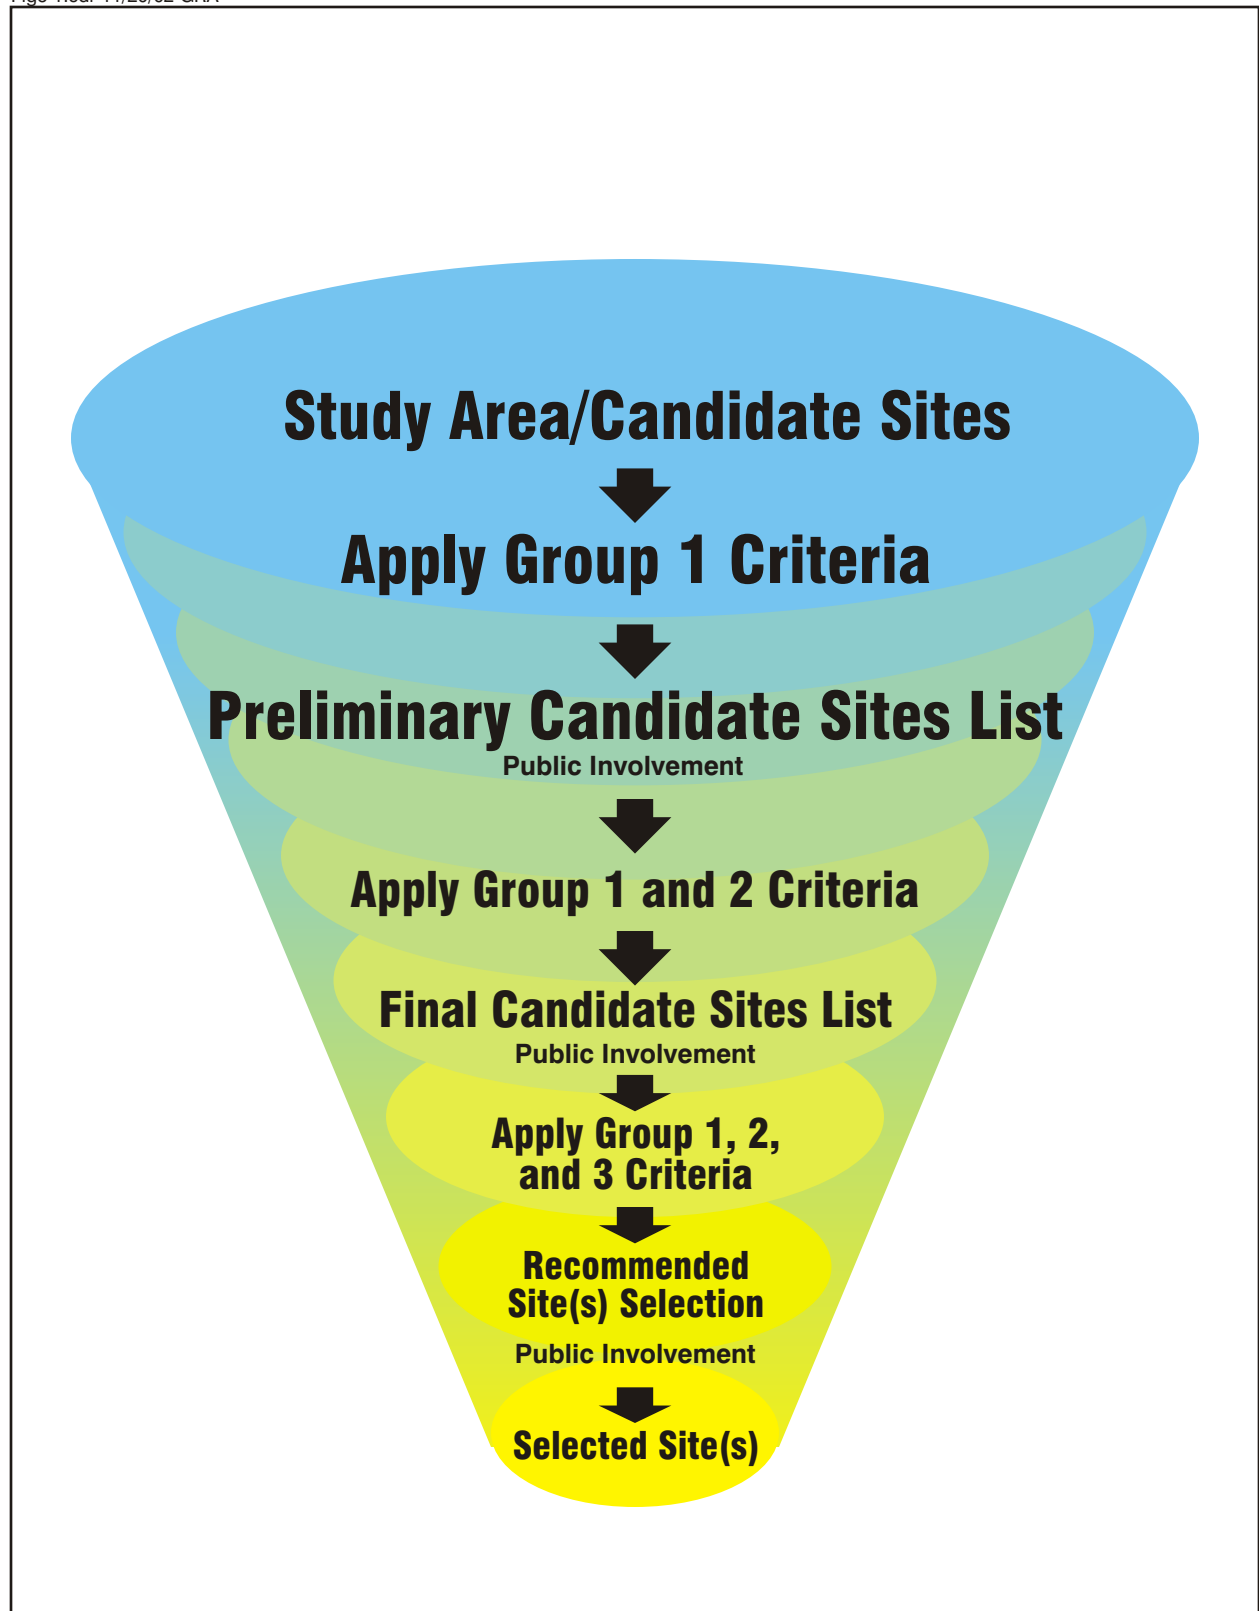 Study Area/Candidate Sites
Apply Group 1 Criteria
Preliminary Candidate Sites List
Public Involvement
Apply Group 1 and 2 Criteria
Final Candidate Sites List
Public Involvement
Apply Group 1, 2,
and 3 Criteria
Recommended
Site(s) Selection
Public Involvement
Selected Site(s)